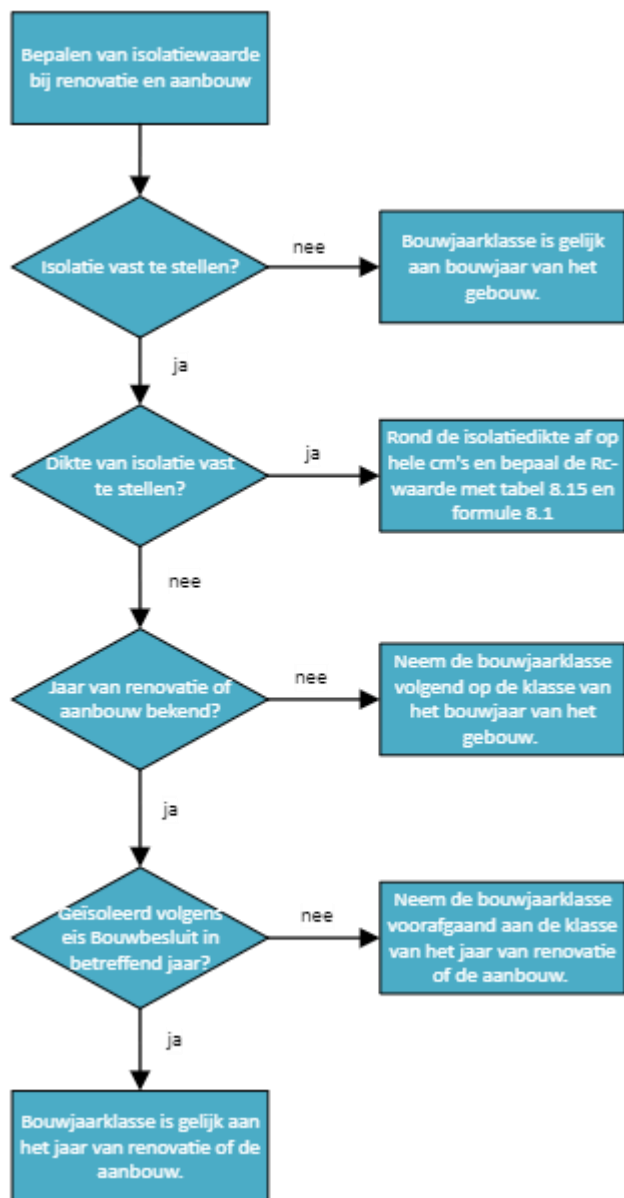 Bepalen van isolatiewaarde
bij renovatie en aanbouw
Isolatie vast te stellen?
nee
Bouwjaarklasse is gelijk
aan bouwjaar van het
gebouw.
ja
Dikte van isolatie vast
te stellen?
ja
Rond de isolatiedikte af op
hele cm's en bepaal de Rc-
waarde met tabel 8.15 en
formule 8.1
nee
Jaar van renovatie of
aanbouw bekend?
nee
Neem de bouwjaarklasse
volgend op de klasse van
het bouwjaar van het
gebouw.
ja
Geïsoleerd volgens
eis Bouwbesluit in
betreffend jaar?
nee
Neem de bouwjaarklasse
voorafgaand aan de klasse
van het jaar van renovatie
of de aanbouw.
ja
Bouwjaarklasse is gelijk aan
het jaar van renovatie of de
aanbouw.